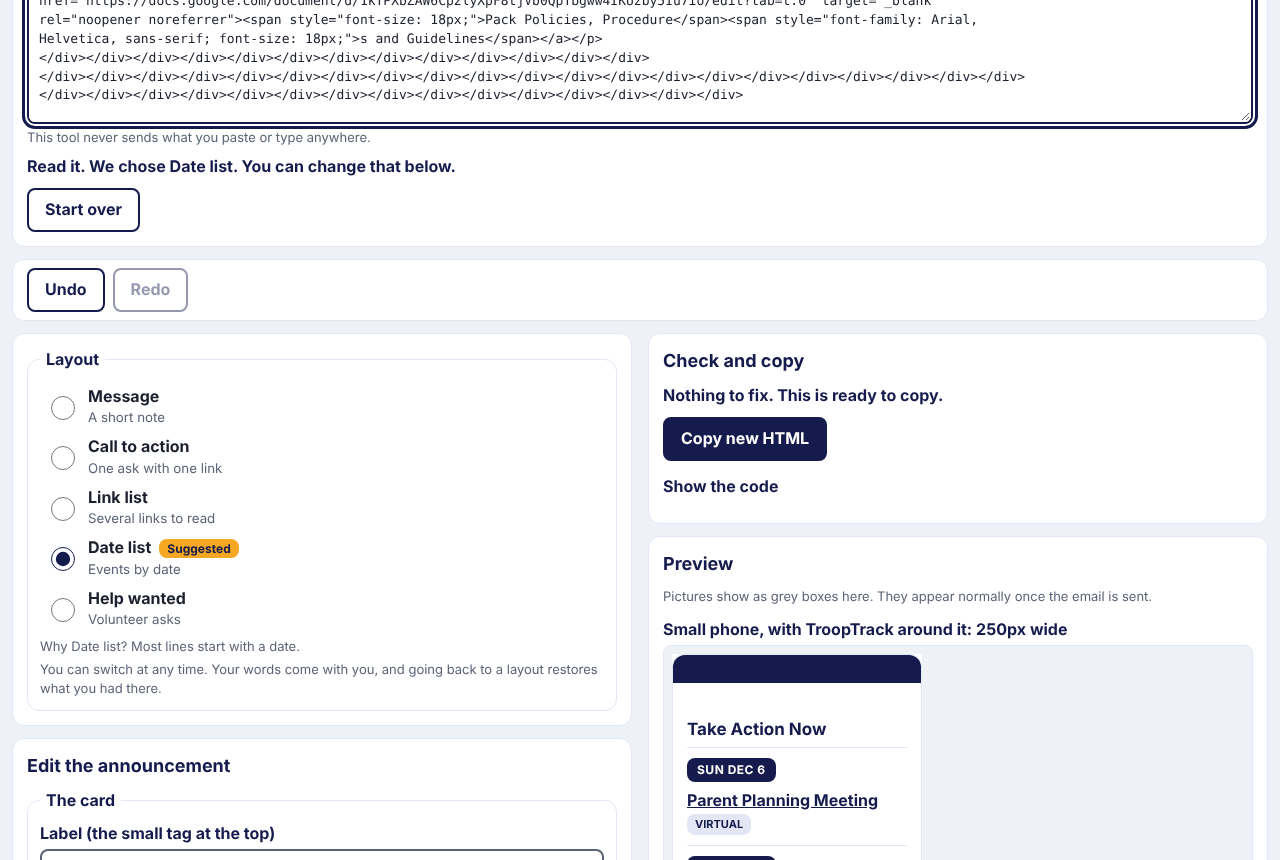 rel="noopener noreferrer"><span style="font-size: 18px;">Pack Policies, Procedure</span><span style="font-family: Arial,
Helvetica, sans-serif; font-size: 18px;">s and Guidelines</span></a></p>
</div></div></div></div></div></div></div></div></div></div></div></div></div>
</div></div></div></div></div></div></div></div></div></div></div></div></div></div></div></div></div></div></div></div></div>
</div></div></div></div></div></div></div></div></div></div></div></div></div></div></div>
This tool never sends what you paste or type anywhere.
Read it. We chose Date list. You can change that below.
Start over
Undo
Redo
Layout
Message
A short note
Call to action
One ask with one link
Link list
Several links to read
Date list Suggested
Events by date
Help wanted
Volunteer asks
Why Date list? Most lines start with a date.
You can switch at any time. Your words come with you, and going back to a layout restores
what you had there.
Edit the announcement
The card
Label (the small tag at the top)
Check and copy
Nothing to fix. This is ready to copy.
Copy new HTML
Show the code
Preview
Pictures show as grey boxes here. They appear normally once the email is sent.
Small phone, with TroopTrack around it: 250px wide
Take Action Now
SUN DEC 6
Parent Planning Meeting
VIRTUAL